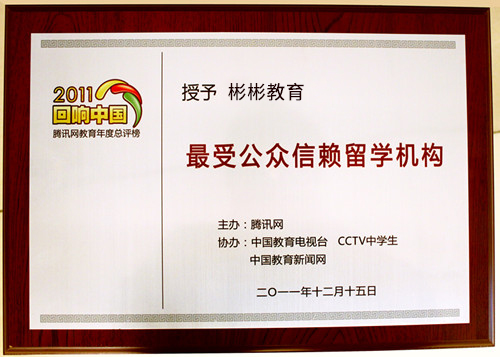 2011
回响中国
腾讯网教育年度总评榜
授予 彬彬教育
最受公众信赖留学机构
主办：腾讯网
协办：中国教育电视台 CCTV中学生
中国教育新闻网
二〇一一年十二月十五日